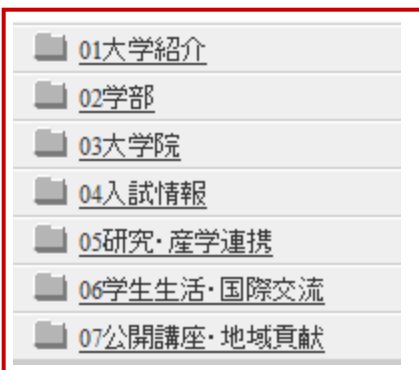 01大学紹介
02学部
03大学院
04入試情報
05研究・産学連携
06学生生活・国際交流
07公開講座・地域貢献